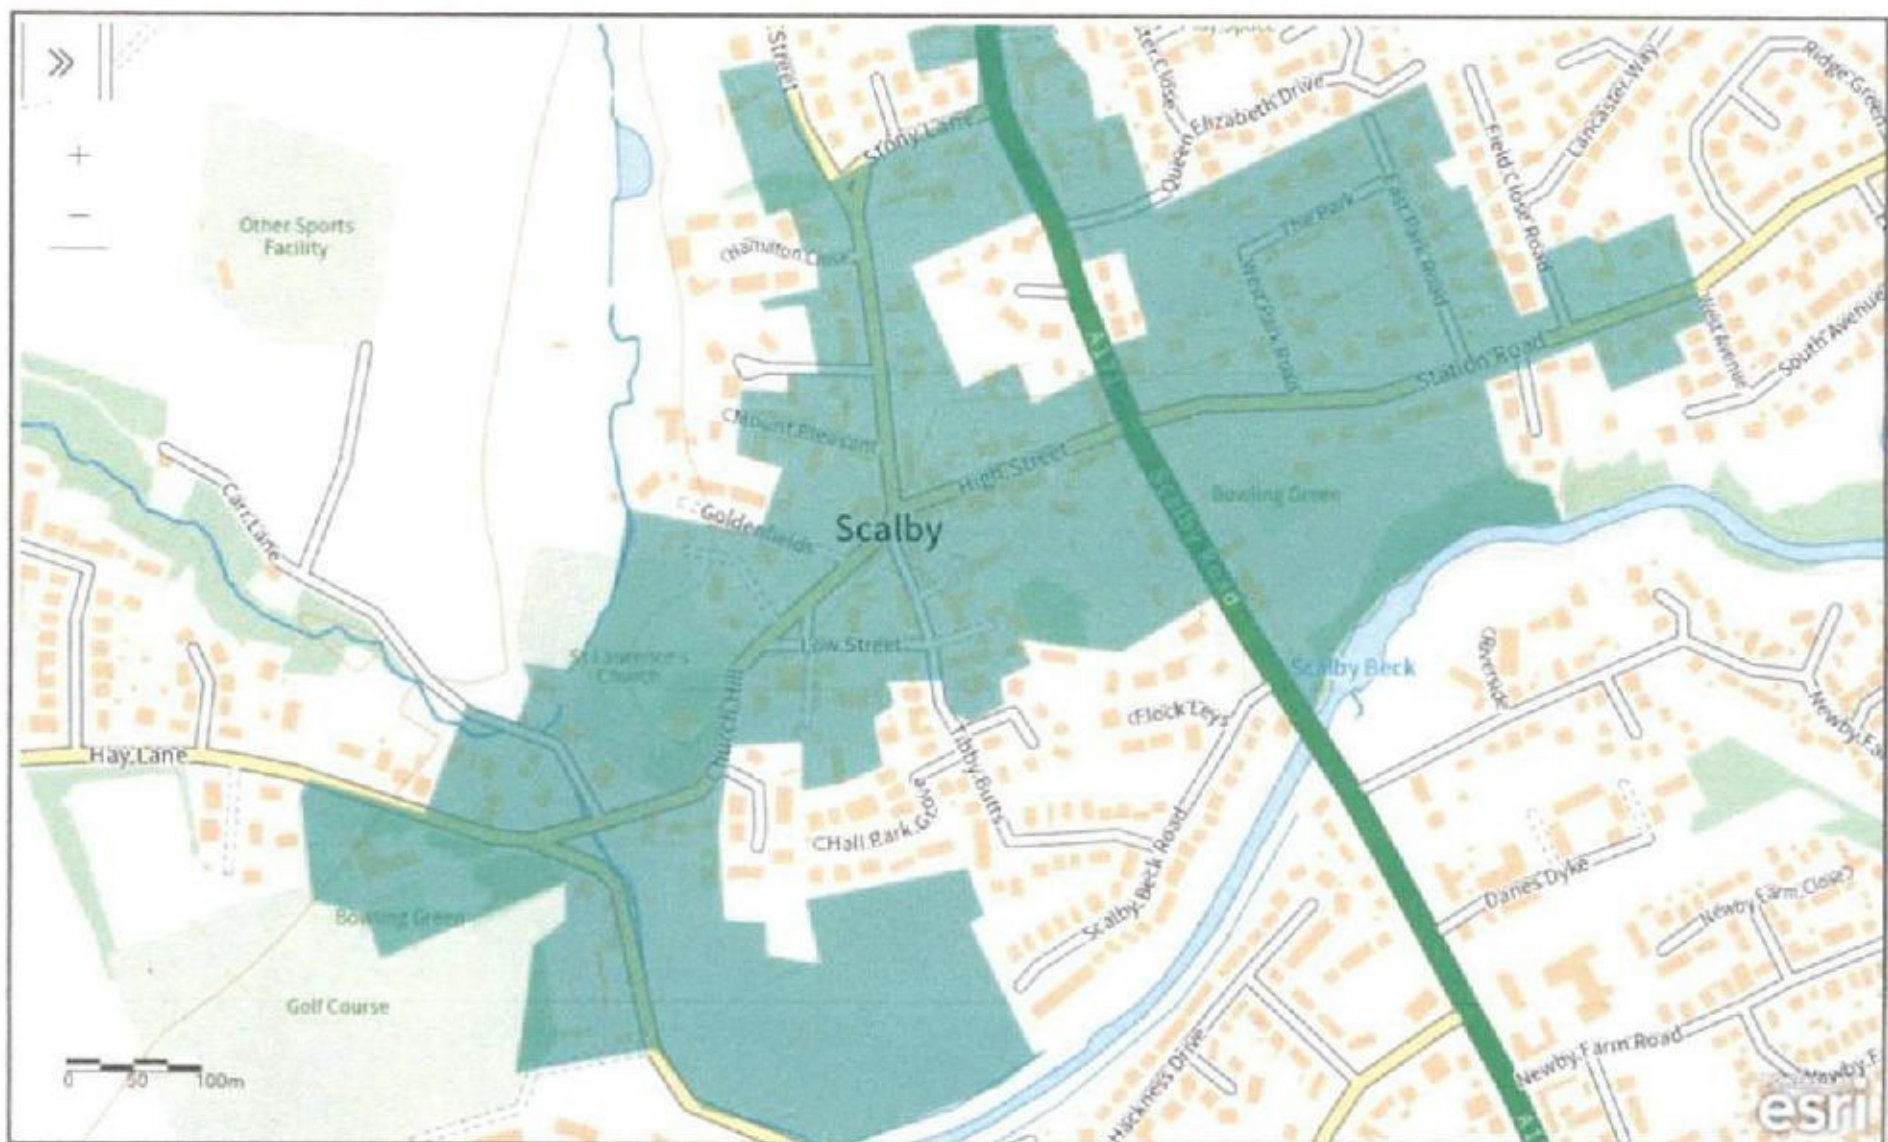 Street
Stony Lane
Queen Elizabeth Drive
Lancaster Way
Ridge Green
Field Close Road
Other Sports
Facility
The Park
East Park Road
West Park Road
A171
Station Road
West Avenue
South Avenue
Mount Pleasant
High Street
Bowling Green
Carr Lane
Goldenfields
Scalby
Scalby Road
Low Street
St Laurence's
Church
Scalby Beck
Riverside
Church Hill
Flock Leys
Tibby Butts
Hay Lane
Hall Park Grove
Scalby Beck Road
Danes Dyke
Newby Farm Close
Bowling Green
Golf Course
Hackness Drive
Newby Farm Road
0 50 100m
esri